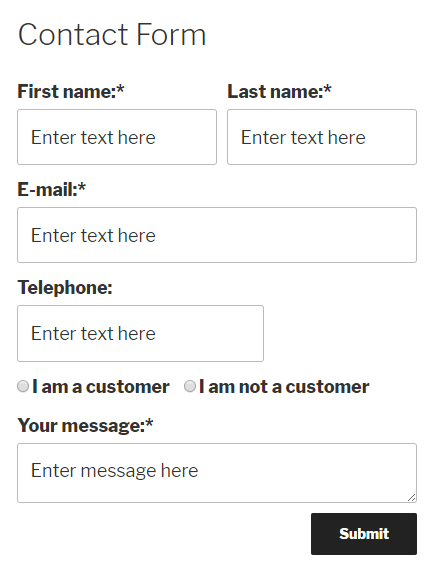 Contact Form
First name:* Last name:*
Enter text here Enter text here
E-mail:*
Enter text here
Telephone:
Enter text here
I am a customer I am not a customer
Your message:*
Enter message here
Submit